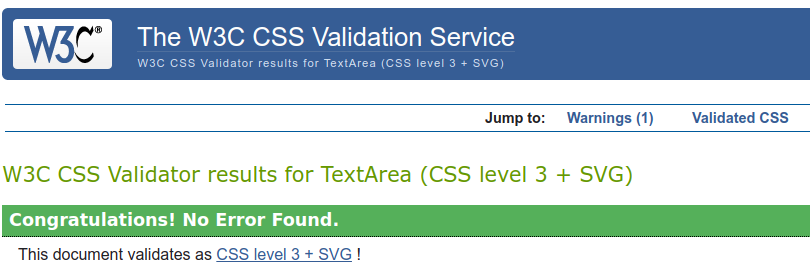 W3C®
The W3C CSS Validation Service
W3C CSS Validator results for TextArea (CSS level 3 + SVG)
Jump to: Warnings (1) Validated CSS
W3C CSS Validator results for TextArea (CSS level 3 + SVG)
Congratulations! No Error Found.
This document validates as CSS level 3 + SVG !